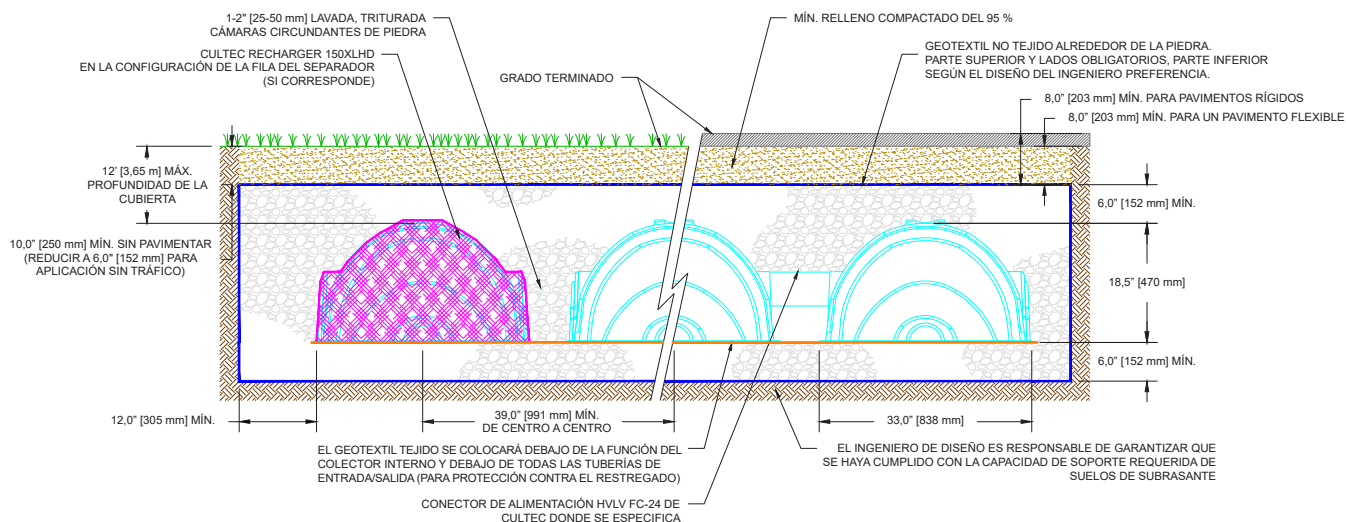 1-2" [25-50 mm] LAVADA, TRITURADA
CÁMARAS CIRCUNDANTES DE PIEDRA
CULTEC RECHARGER 150XLHD
EN LA CONFIGURACIÓN DE LA FILA DEL SEPARADOR
(SI CORRESPONDE)
GRADO TERMINADO
MÍN. RELLENO COMPACTADO DEL 95 %
GEOTEXTIL NO TEJIDO ALREDEDOR DE LA PIEDRA.
PARTE SUPERIOR Y LADOS OBLIGATORIOS, PARTE INFERIOR
SEGÚN EL DISEÑO DEL INGENIERO PREFERENCIA.
8,0" [203 mm] MÍN. PARA PAVIMENTOS RÍGIDOS
8,0" [203 mm] MÍN. PARA UN PAVIMENTO FLEXIBLE
12' [3,65 m] MÁX.
PROFUNDIDAD DE LA
CUBIERTA
10,0" [250 mm] MÍN. SIN PAVIMENTAR
(REDUCIR A 6,0" [152 mm] PARA
APLICACIÓN SIN TRÁFICO)
6,0" [152 mm] MÍN.
18,5" [470 mm]
6,0" [152 mm] MÍN.
12,0" [305 mm] MÍN.
39,0" [991 mm] MÍN.
DE CENTRO A CENTRO
33,0" [838 mm]
EL GEOTEXTIL TEJIDO SE COLOCARÁ DEBAJO DE LA FUNCIÓN DEL
COLECTOR INTERNO Y DEBAJO DE TODAS LAS TUBERÍAS DE
ENTRADA/SALIDA (PARA PROTECCIÓN CONTRA EL RESTREGADO)
CONECTOR DE ALIMENTACIÓN HVLV FC-24 DE
CULTEC DONDE SE ESPECIFICA
EL INGENIERO DE DISEÑO ES RESPONSABLE DE GARANTIZAR QUE
SE HAYA CUMPLIDO CON LA CAPACIDAD DE SOPORTE REQUERIDA DE
SUELOS DE SUBRASANTE